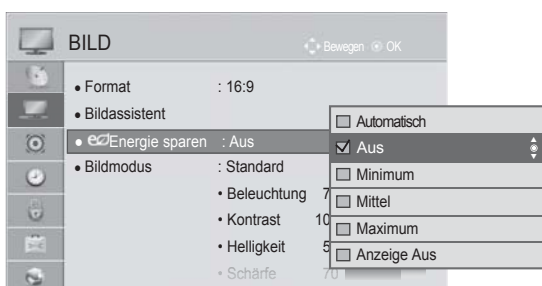 BILD
Bewegen OK
• Format : 16:9
• Bildassistent
• Energie sparen : Aus
• Bildmodus : Standard
• Beleuchtung 7
• Kontrast 10
• Helligkeit 5
• Schärfe 70
Automatisch
Aus
Minimum
Mittel
Maximum
Anzeige Aus